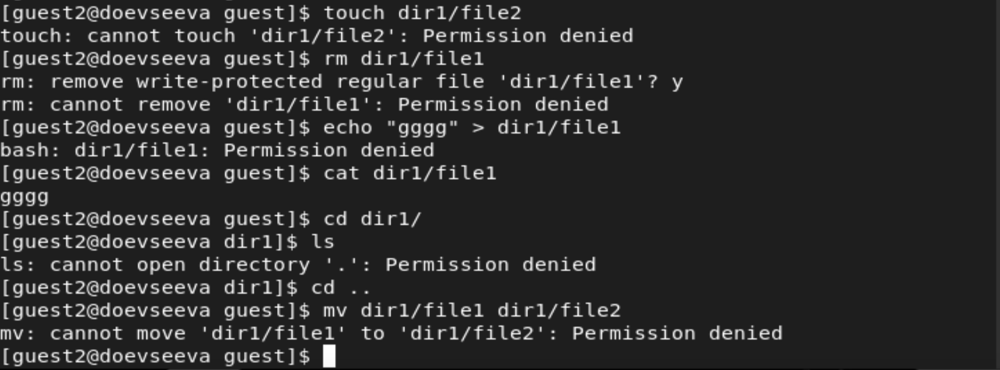 [guest2@doevseeva guest]$ touch dir1/file2
touch: cannot touch 'dir1/file2': Permission denied
[guest2@doevseeva guest]$ rm dir1/file1
rm: remove write-protected regular file 'dir1/file1'? y
rm: cannot remove 'dir1/file1': Permission denied
[guest2@doevseeva guest]$ echo "gggg" > dir1/file1
bash: dir1/file1: Permission denied
[guest2@doevseeva guest]$ cat dir1/file1
gggg
[guest2@doevseeva guest]$ cd dir1/
[guest2@doevseeva dir1]$ ls
ls: cannot open directory '.': Permission denied
[guest2@doevseeva dir1]$ cd ..
[guest2@doevseeva guest]$ mv dir1/file1 dir1/file2
mv: cannot move 'dir1/file1' to 'dir1/file2': Permission denied
[guest2@doevseeva guest]$